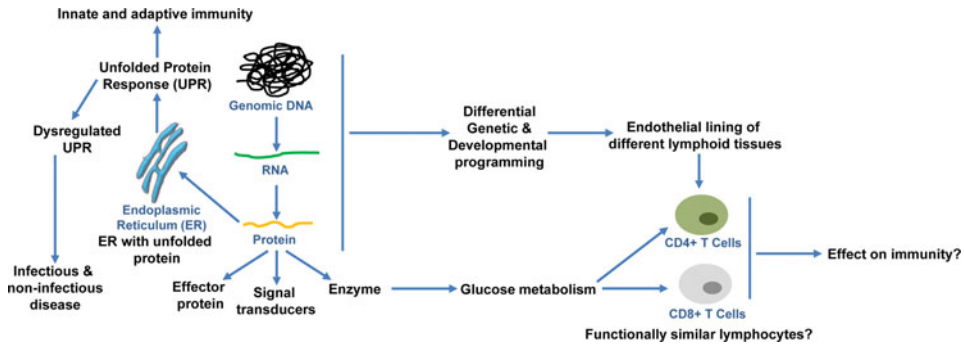 Innate and adaptive immunity
Unfolded Protein
Response (UPR)
Dysregulated
UPR
Infectious &
non-infectious
disease
Endoplasmic
Reticulum (ER)
ER with unfolded
protein
Genomic DNA
RNA
Protein
Effector
protein
Signal
transducers
Enzyme
Differential
Genetic &
Developmental
programming
Endothelial lining of
different lymphoid tissues
Glucose metabolism
CD4+ T Cells
CD8+ T Cells
Functionally similar lymphocytes?
Effect on immunity?